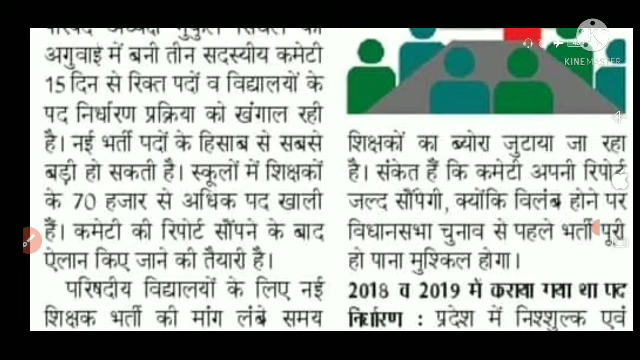 अगुवाई में बनी तीन सदस्यीय कमेटी
15 दिन से रिक्त पदों व विद्यालयों के
पद निर्धारण प्रक्रिया को खंगाल रही
है। नई भर्ती पदों के हिसाब से सबसे
बड़ी हो सकती है। स्कूलों में शिक्षकों
के 70 हजार से अधिक पद खाली
हैं। कमेटी की रिपोर्ट सौंपने के बाद
ऐलान किए जाने की तैयारी है।
परिषदीय विद्यालयों के लिए नई
शिक्षक भर्ती की मांग लंबे समय
शिक्षकों का ब्योरा जुटाया जा रहा
है। संकेत हैं कि कमेटी अपनी रिपोर्ट
जल्द सौंपेगी, क्योंकि विलंब होने पर
विधानसभा चुनाव से पहले भर्ती पूरी
हो पाना मुश्किल होगा।
2018 व 2019 में कराया गया था पद
निर्धारण : प्रदेश में निश्शुल्क एवं
KINEMASTER